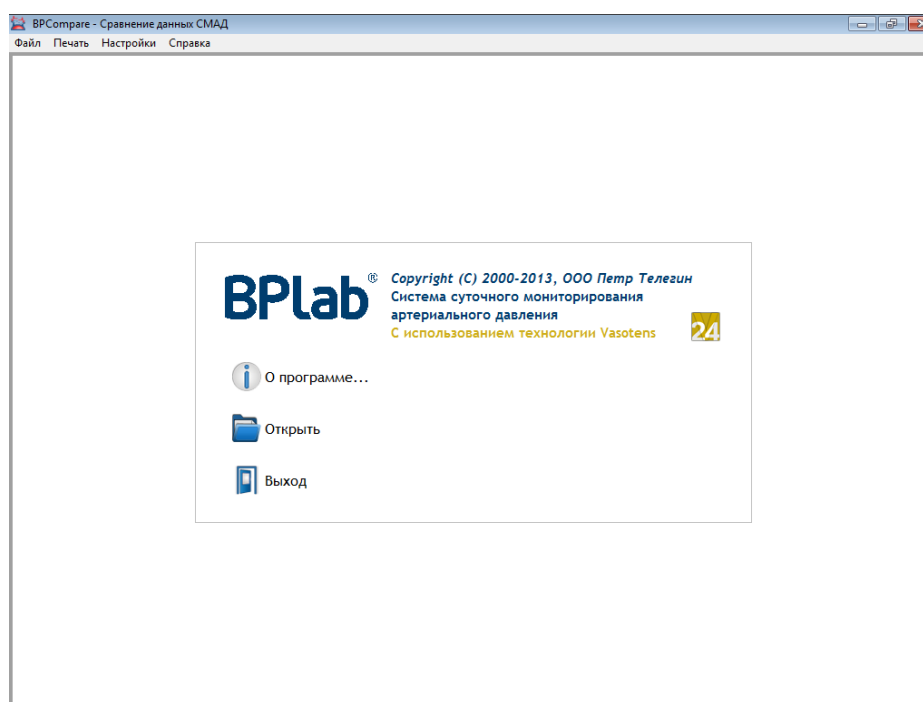 BPCompare - Сравнение данных СМАД
Файл Печать Настройки Справка
BPLab®
Copyright (C) 2000-2013, ООО Петр Телегин
Система суточного мониторирования
артериального давления
С использованием технологии Vasotens
24
О программе...
Открыть
Выход